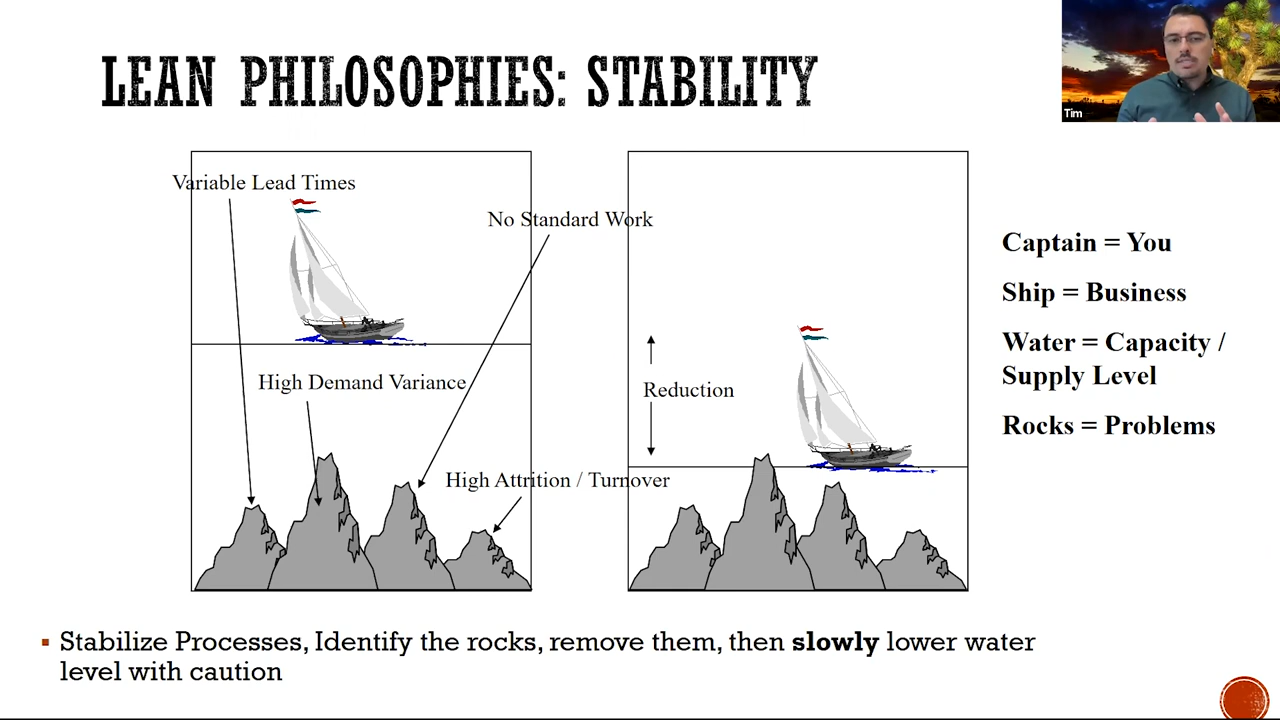 LEAN PHILOSOPHIES: STABILITY
Tim
Variable Lead Times
No Standard Work
High Demand Variance
High Attrition / Turnover
Reduction
Captain = You
Ship = Business
Water = Capacity /
Supply Level
Rocks = Problems
Stabilize Processes, Identify the rocks, remove them, then slowly lower water
level with caution